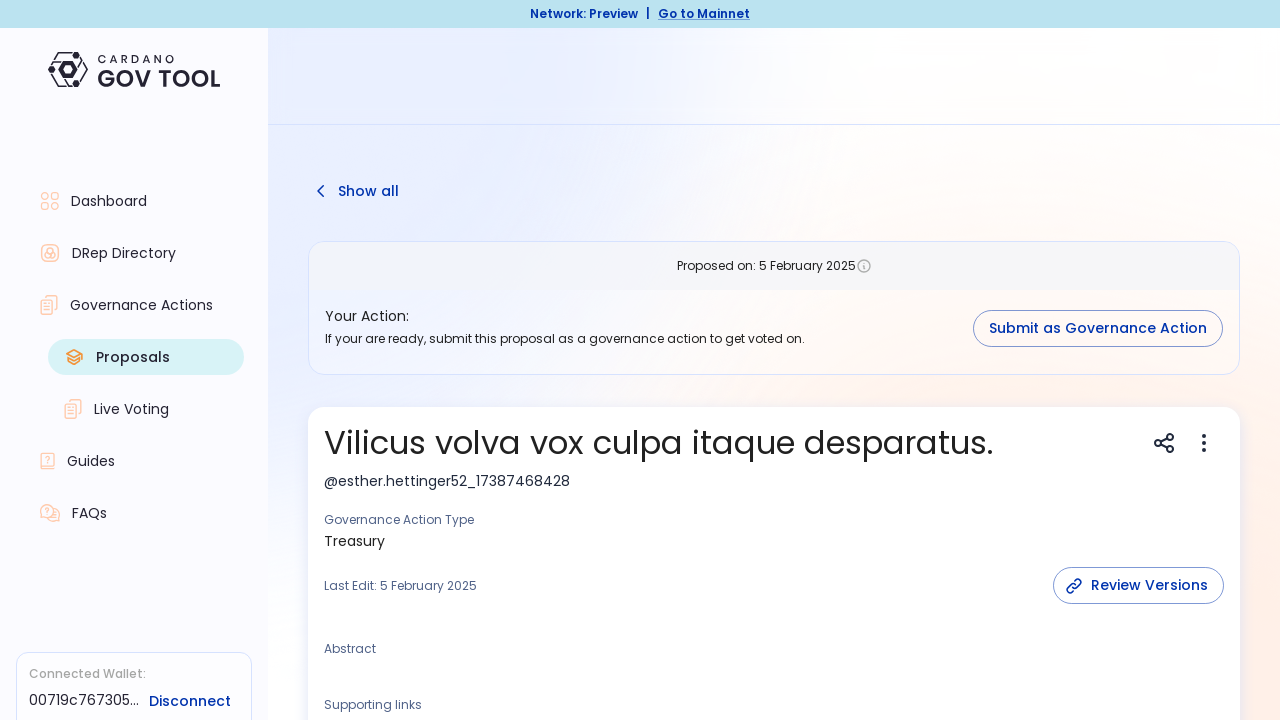 Network: Preview | Go to Mainnet
CARDANO
GOV TOOL
Dashboard
DRep Directory
Governance Actions
Proposals
Live Voting
Guides
FAQs
Connected Wallet:
00719c767305... Disconnect
Show all
Proposed on: 5 February 2025
Your Action:
If your are ready, submit this proposal as a governance action to get voted on.
Submit as Governance Action
Vilicus volva vox culpa itaque desparatus.
@esther.hettinger52_17387468428
Governance Action Type
Treasury
Last Edit: 5 February 2025
Review Versions
Abstract
Supporting links